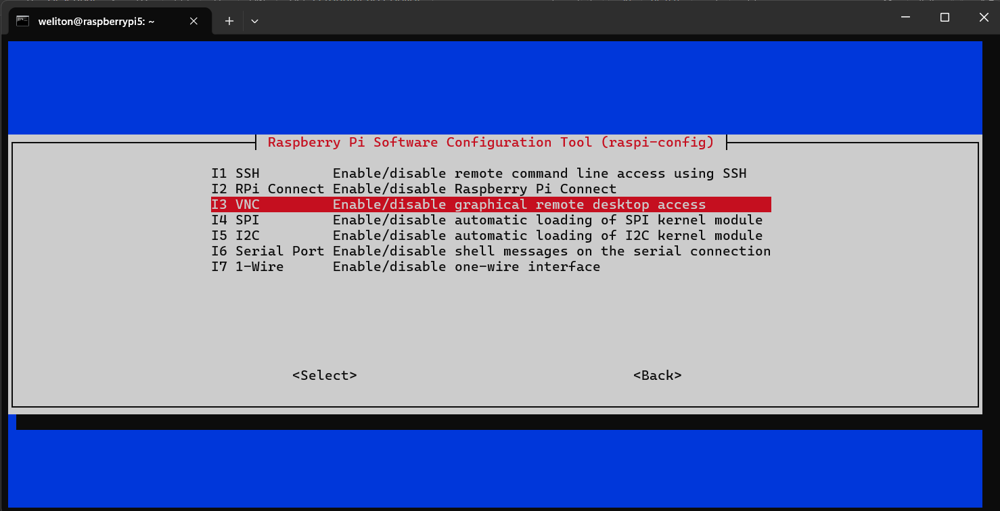 weliton@raspberrypi5: ~
Raspberry Pi Software Configuration Tool (raspi-config)
I1 SSH Enable/disable remote command line access using SSH
I2 RPi Connect Enable/disable Raspberry Pi Connect
I3 VNC Enable/disable graphical remote desktop access
I4 SPI Enable/disable automatic loading of SPI kernel module
I5 I2C Enable/disable automatic loading of I2C kernel module
I6 Serial Port Enable/disable shell messages on the serial connection
I7 1-Wire Enable/disable one-wire interface
<Select> <Back>